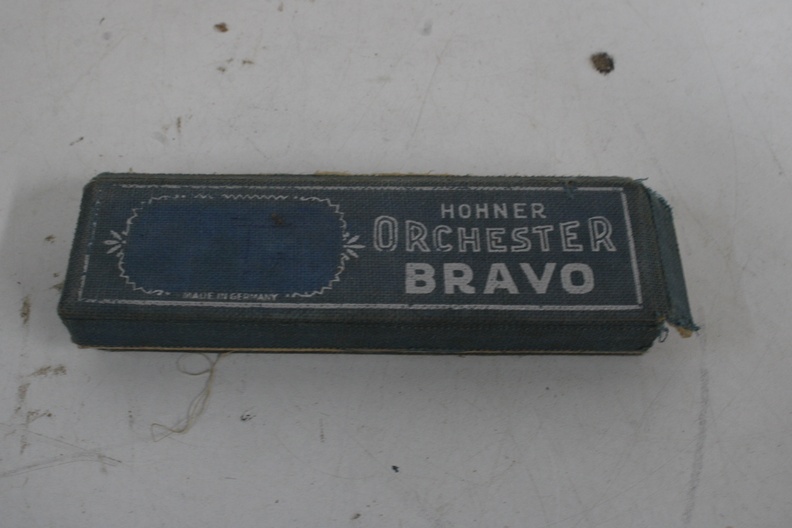 HOHNER
ORCHESTER
BRAVO
MADE IN GERMANY